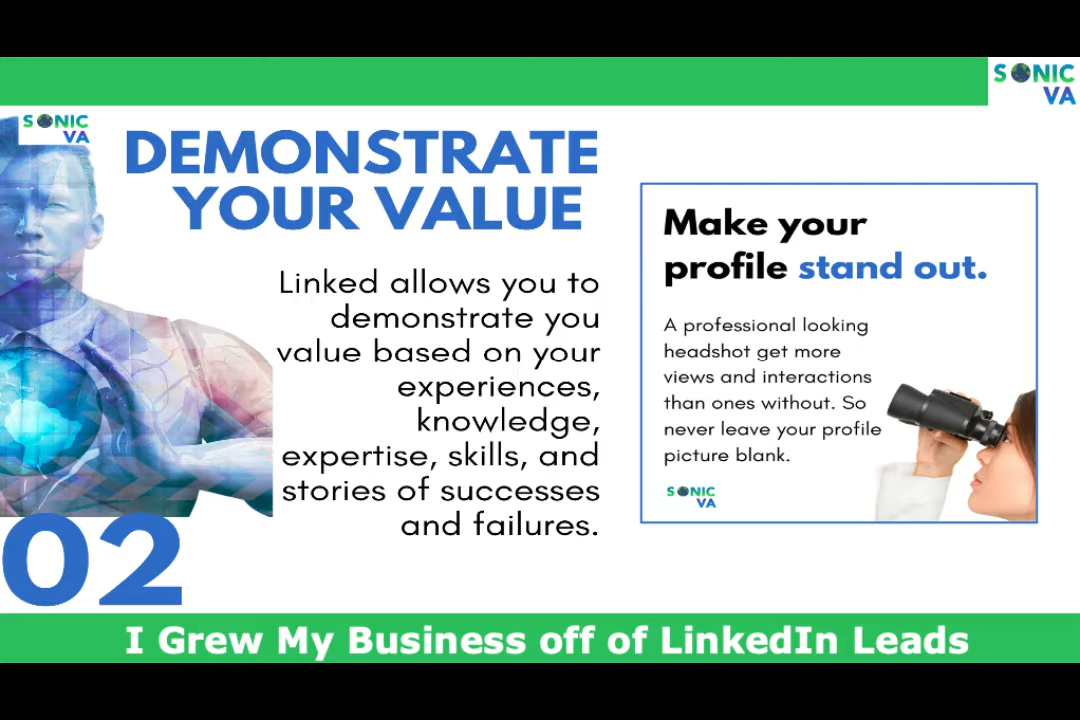 SONIC
VA
SONIC
VA
DEMONSTRATE
YOUR VALUE
Linked allows you to
demonstrate you
value based on your
experiences,
knowledge,
expertise, skills, and
stories of successes
and failures.
02
Make your
profile stand out.
A professional looking
headshot get more
views and interactions
than ones without. So
never leave your profile
picture blank.
SONIC
VA
I Grew My Business off of LinkedIn Leads